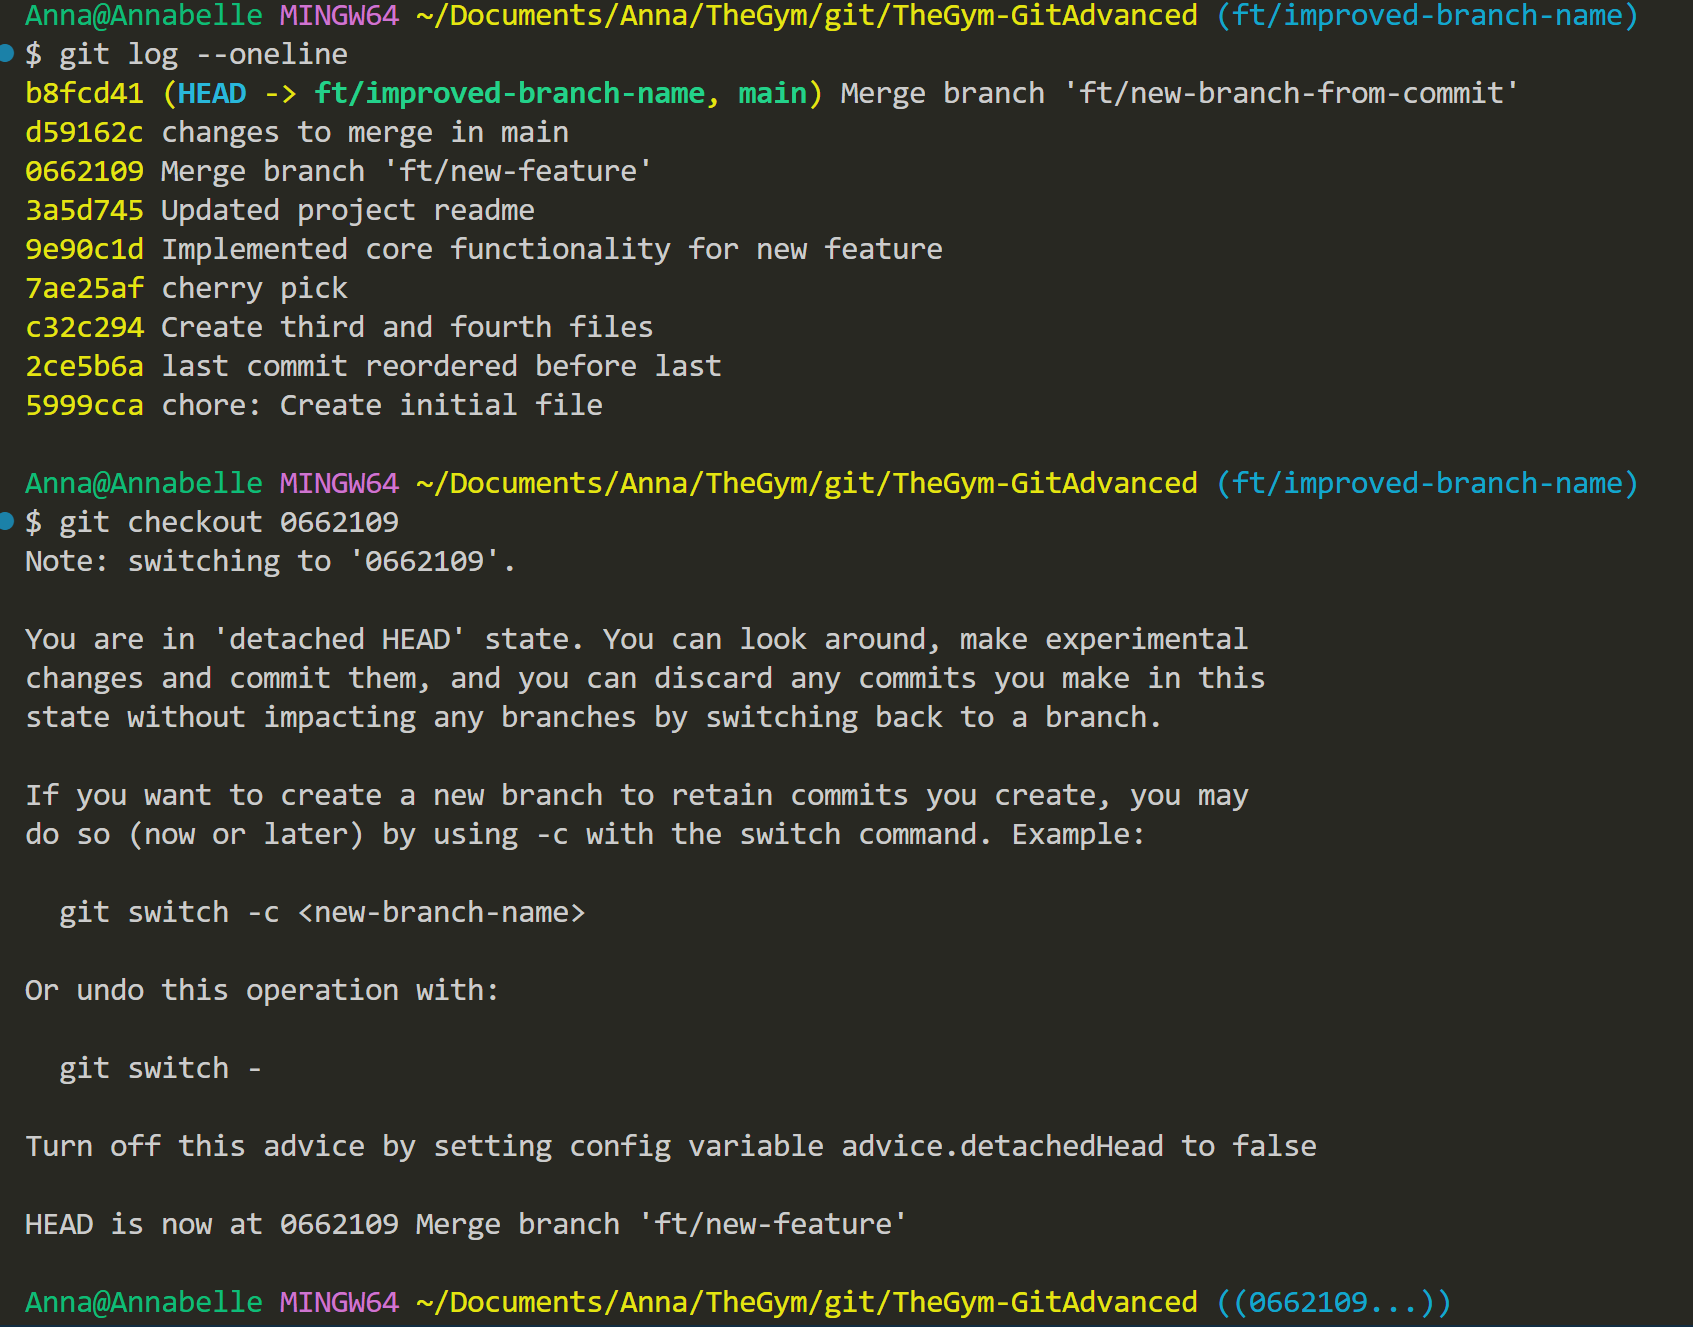 Anna@Annabelle MINGW64 ~/Documents/Anna/TheGym/git/TheGym-GitAdvanced (ft/improved-branch-name)
$ git log --oneline
b8fcd41 (HEAD -> ft/improved-branch-name, main) Merge branch 'ft/new-branch-from-commit'
d59162c changes to merge in main
0662109 Merge branch 'ft/new-feature'
3a5d745 Updated project readme
9e90c1d Implemented core functionality for new feature
7ae25af cherry pick
c32c294 Create third and fourth files
2ce5b6a last commit reordered before last
5999cca chore: Create initial file

Anna@Annabelle MINGW64 ~/Documents/Anna/TheGym/git/TheGym-GitAdvanced (ft/improved-branch-name)
$ git checkout 0662109
Note: switching to '0662109'.

You are in 'detached HEAD' state. You can look around, make experimental
changes and commit them, and you can discard any commits you make in this
state without impacting any branches by switching back to a branch.

If you want to create a new branch to retain commits you create, you may
do so (now or later) by using -c with the switch command. Example:

  git switch -c <new-branch-name>

Or undo this operation with:

  git switch -

Turn off this advice by setting config variable advice.detachedHead to false

HEAD is now at 0662109 Merge branch 'ft/new-feature'

Anna@Annabelle MINGW64 ~/Documents/Anna/TheGym/git/TheGym-GitAdvanced ((0662109...))